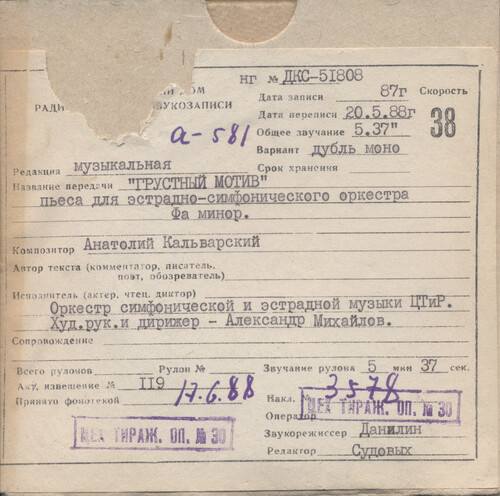 НГ № ДКС-51808
ДОМ
РАДИ ВУКОЗАПИСИ
Дата записи 87г Скорость
Дата переписи 20.5.88г 38
Общее звучание 5.37"
Вариант дубль моно
Срок хранения
а-581
Редакция музыкальная
Название передачи "ГРУСТНЫЙ МОТИВ"
пьеса для эстрадно-симфонического оркестра
Фа минор.
Композитор Анатолий Кальварский
Автор текста (комментатор, писатель,
поэт, обозреватель)
Исполнитель (актер, чтец, диктор)
Оркестр симфонической и эстрадной музыки ЦТиР.
Худ.рук.и дирижер - Александр Михайлов.
Сопровождение
Всего рулонов Рулон № Звучание рулона 5 мин 37 сек.
Акт, извещение № 119
Принято фонотекой 17.6.88
Накл. № 3578
ЦЕХ ТИРАЖ. ОП. № 30
Оператор
ЦЕХ ТИРАЖ. ОП. № 30
Звукорежиссер Данилин
Редактор Судовых